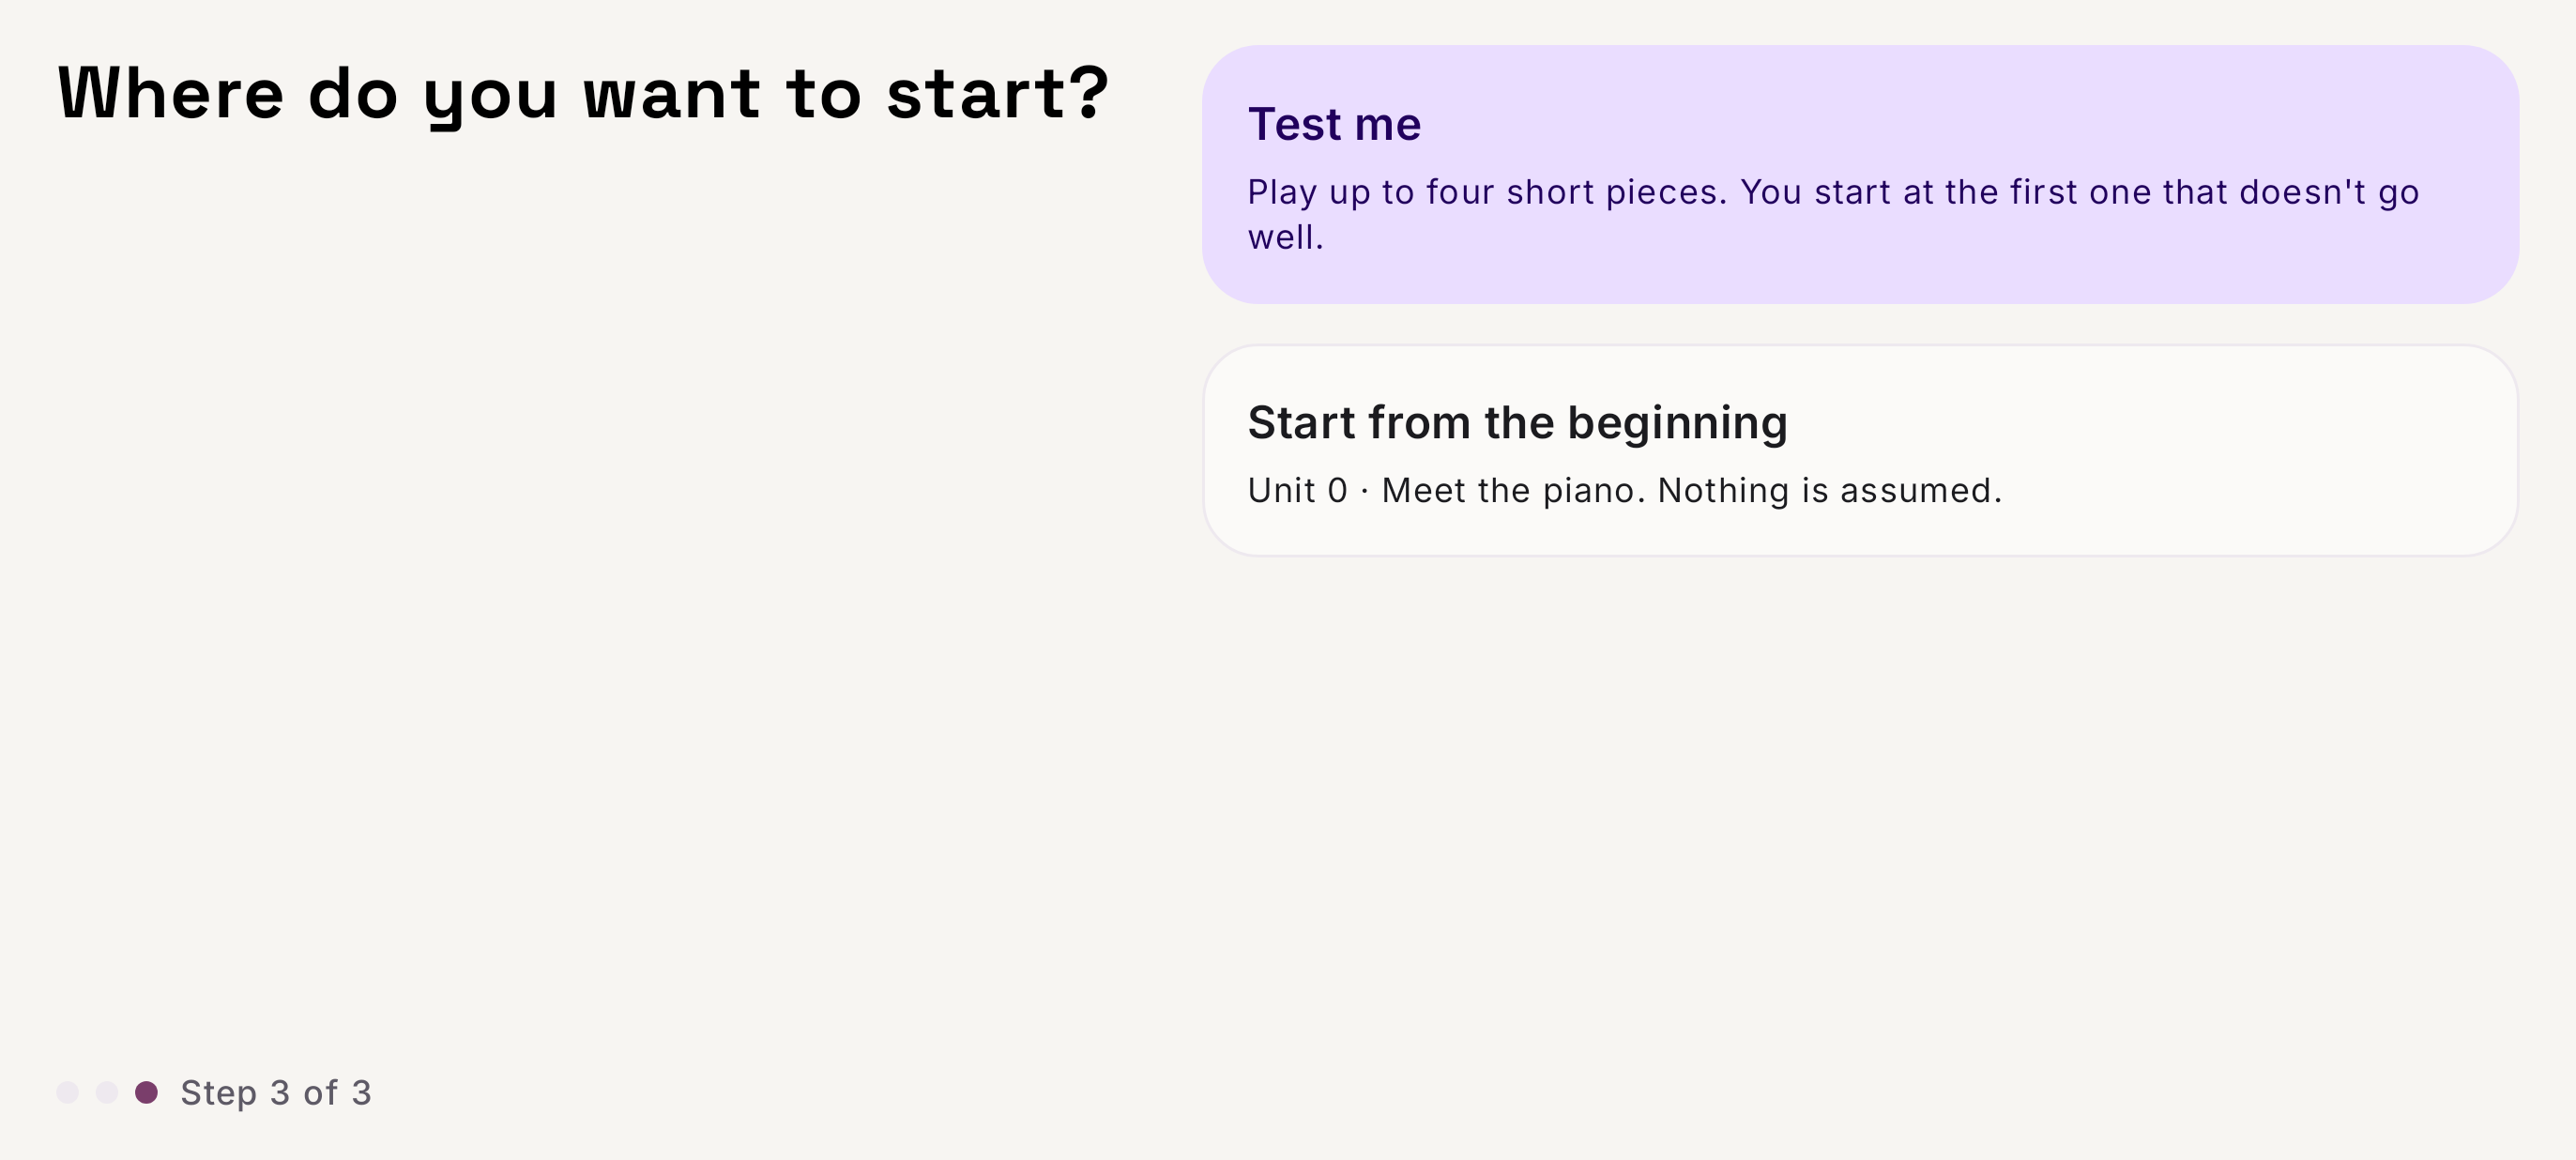 Where do you want to start?
Test me
Play up to four short pieces. You start at the first one that doesn't go
well.
Start from the beginning
Unit 0 · Meet the piano. Nothing is assumed.
Step 3 of 3